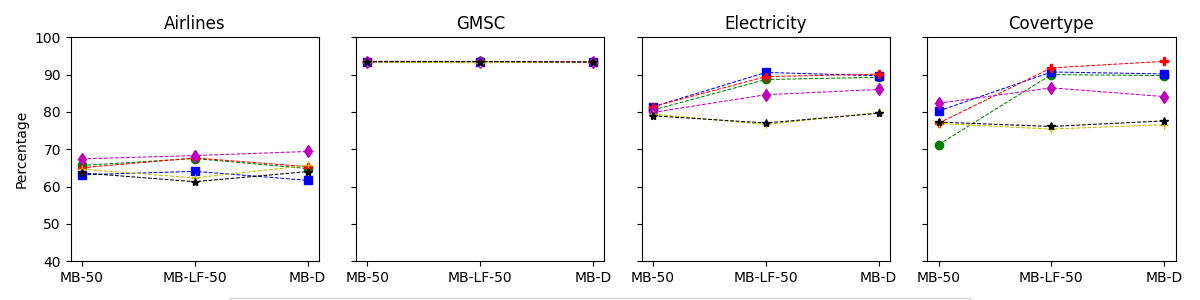 Airlines GMSC Electricity Covertype
Percentage
100
90
80
70
60
50
40
MB-50 MB-LF-50 MB-D MB-50 MB-LF-50 MB-D MB-50 MB-LF-50 MB-D MB-50 MB-LF-50 MB-D